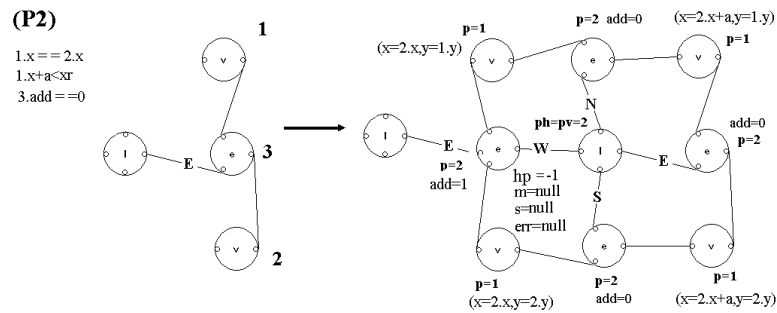 (P2)
1.x = = 2.x
1.x+a<xr
3.add = =0
1
v
I
E
e
3
v
2
p=1
(x=2.x,y=1.y)
v
p=2 add=0
e
(x=2.x+a,y=1.y)
p=1
v
N
ph=pv=2
I
E
e
p=2
add=1
W
I
E
add=0
p=2
e
hp = -1
m=null
s=null
err=null
S
v
p=1
(x=2.x,y=2.y)
e
p=2
add=0
v
p=1
(x=2.x+a,y=2.y)